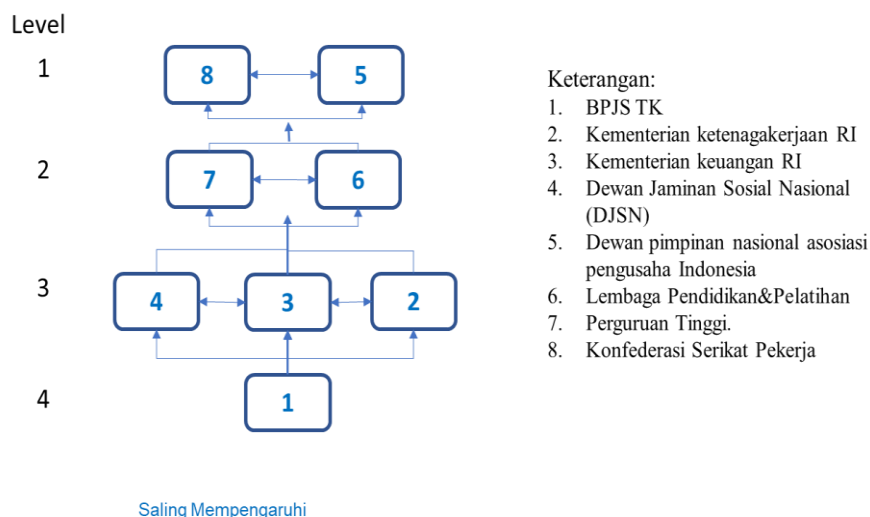 Level
1
8
5
2
7
6
3
4
3
2
4
1
Keterangan:
1. BPJS TK
2. Kementerian ketenagakerjaan RI
3. Kementerian keuangan RI
4. Dewan Jaminan Sosial Nasional
(DJSN)
5. Dewan pimpinan nasional asosiasi
pengusaha Indonesia
6. Lembaga Pendidikan&Pelatihan
7. Perguruan Tinggi.
8. Konfederasi Serikat Pekerja
Saling Mempengaruhi